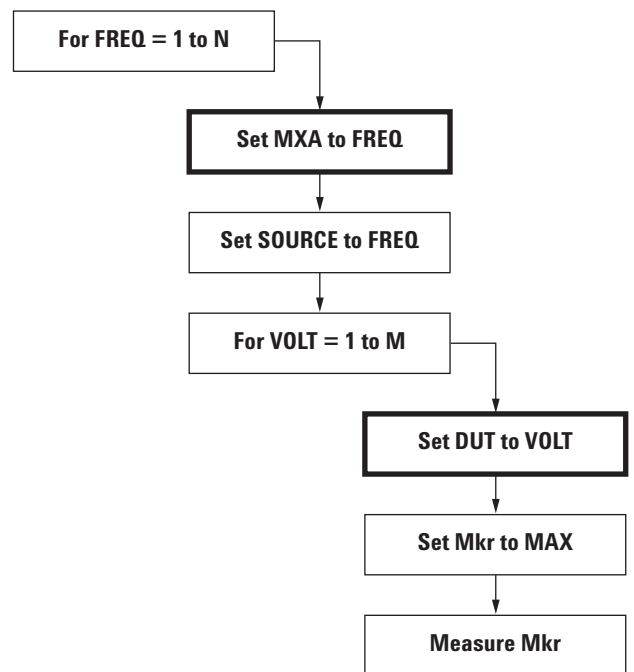 For FREQ = 1 to N
Set MXA to FREQ
Set SOURCE to FREQ
For VOLT = 1 to M
Set DUT to VOLT
Set Mkr to MAX
Measure Mkr